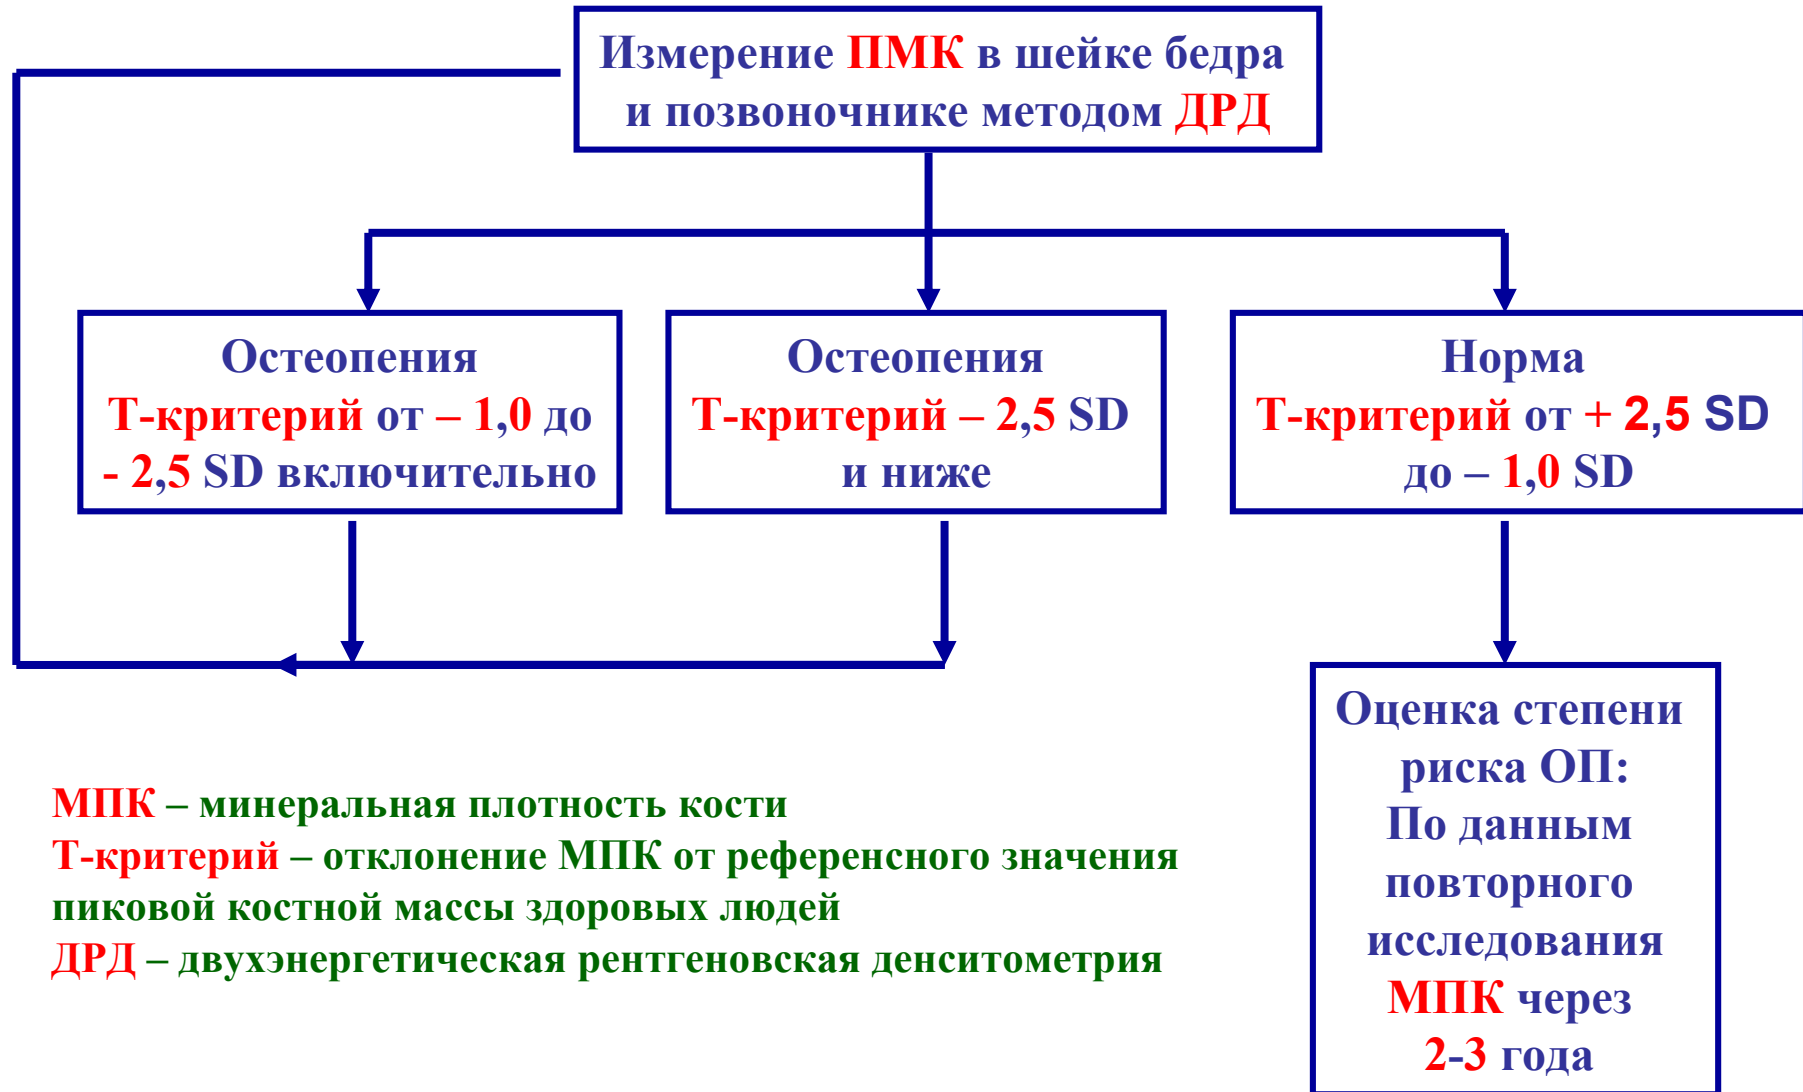 Измерение ПМК в шейке бедра
и позвоночнике методом ДРД
Остеопения
Т-критерий от – 1,0 до
- 2,5 SD включительно
Остеопения
Т-критерий – 2,5 SD
и ниже
Норма
Т-критерий от + 2,5 SD
до – 1,0 SD
Оценка степени
риска ОП:
По данным
повторного
исследования
МПК через
2-3 года
МПК – минеральная плотность кости
Т-критерий – отклонение МПК от референсного значения
пиковой костной массы здоровых людей
ДРД – двухэнергетическая рентгеновская денситометрия